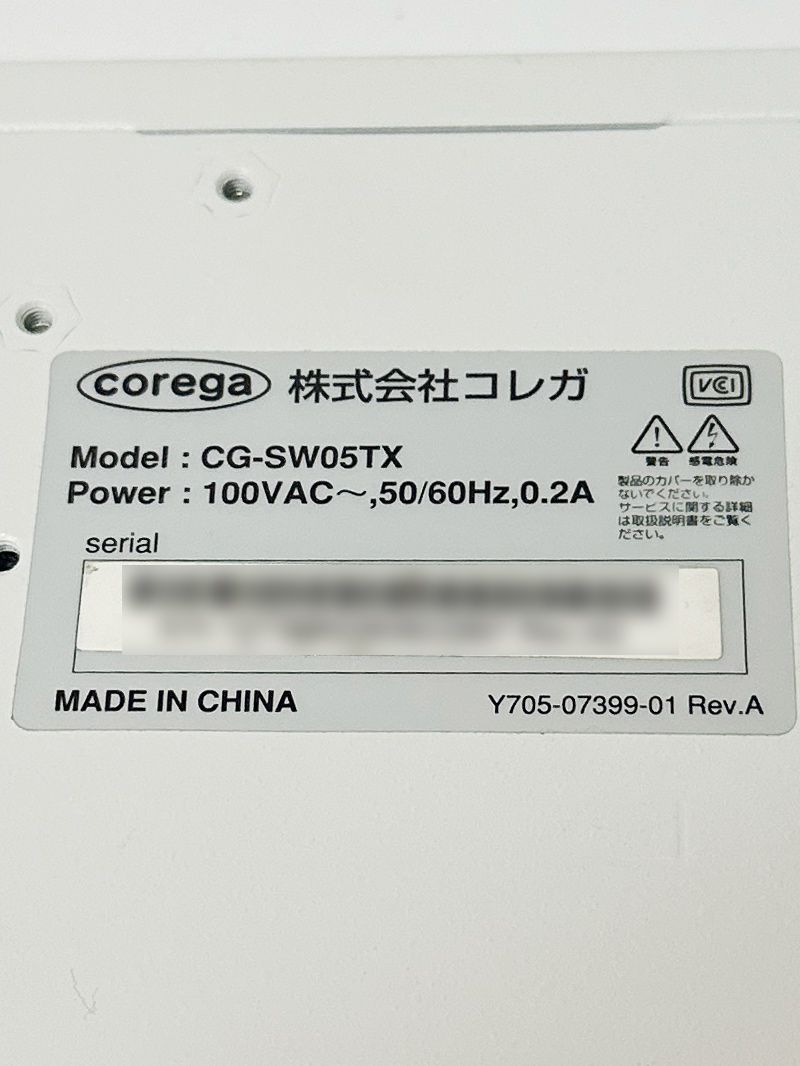 corega 株式会社コレガ
VCCI
Model : CG-SW05TX
Power : 100VAC～,50/60Hz,0.2A
警告 感電危険
製品のカバーを取り除か
ないでください。
サービスに関する詳細
は取扱説明書をご覧く
ださい。
serial
MADE IN CHINA
Y705-07399-01 Rev.A